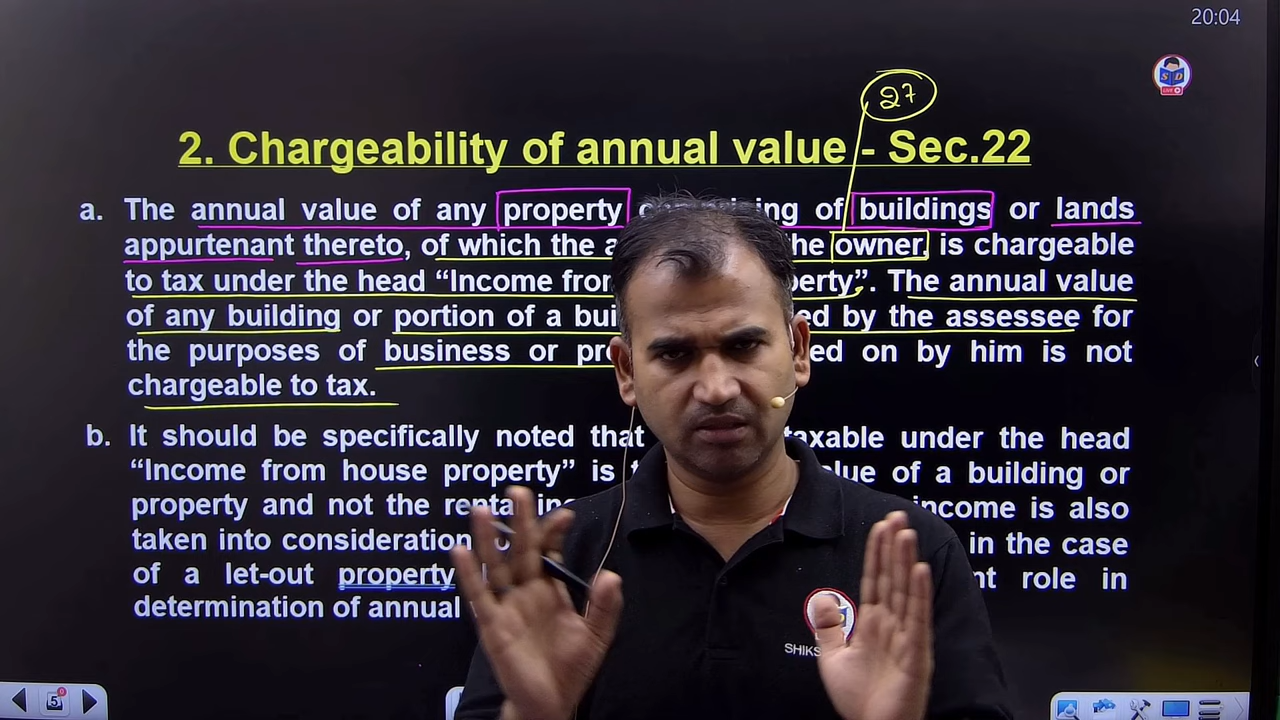 20:04
S D
LIVE
27
2. Chargeability of annual value - Sec.22
a. The annual value of any property of buildings or lands
appurtenant thereto, of which the the owner, is chargeable
to tax under the head “Income from ”. The annual value
of any building or portion of a by the assessee for
the purposes of business or on by him is not
chargeable to tax.
b. It should be specifically noted that taxable under the head
“Income from house property” is of a building or
property and not the income is also
taken into consideration in the case
of a let-out property role in
determination of annual
SHIKS
5
0